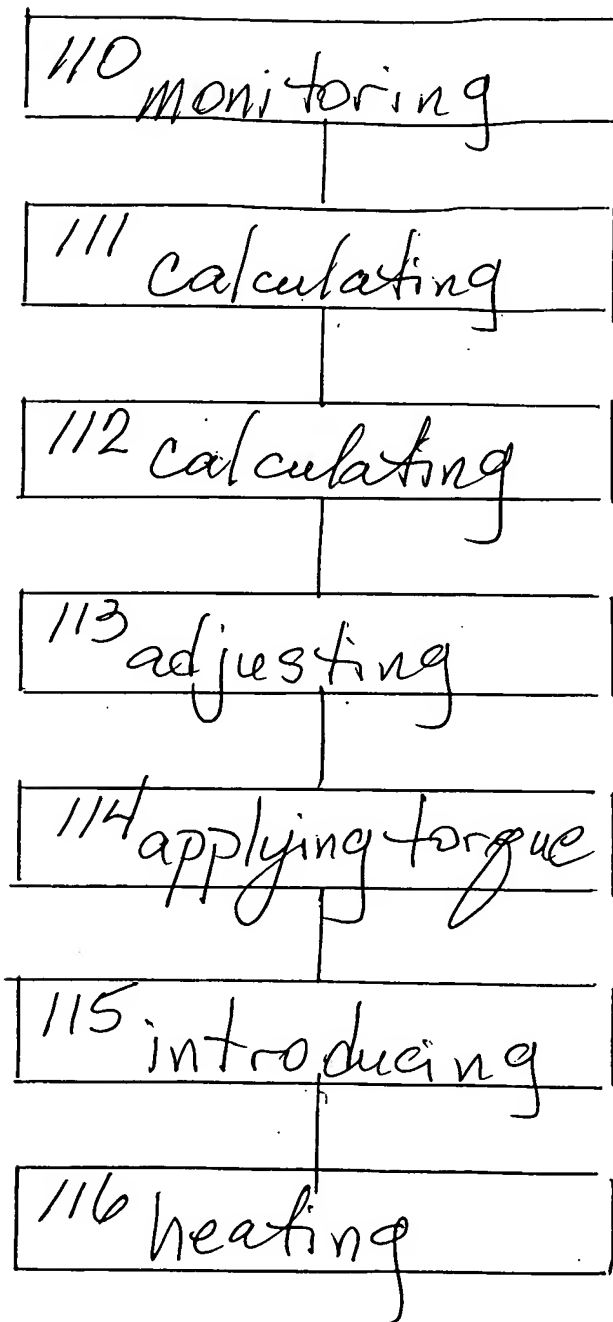 110 monitoring
111 calculating
112 calculating
113 adjusting
114 applying torque
115 introducing
116 heating